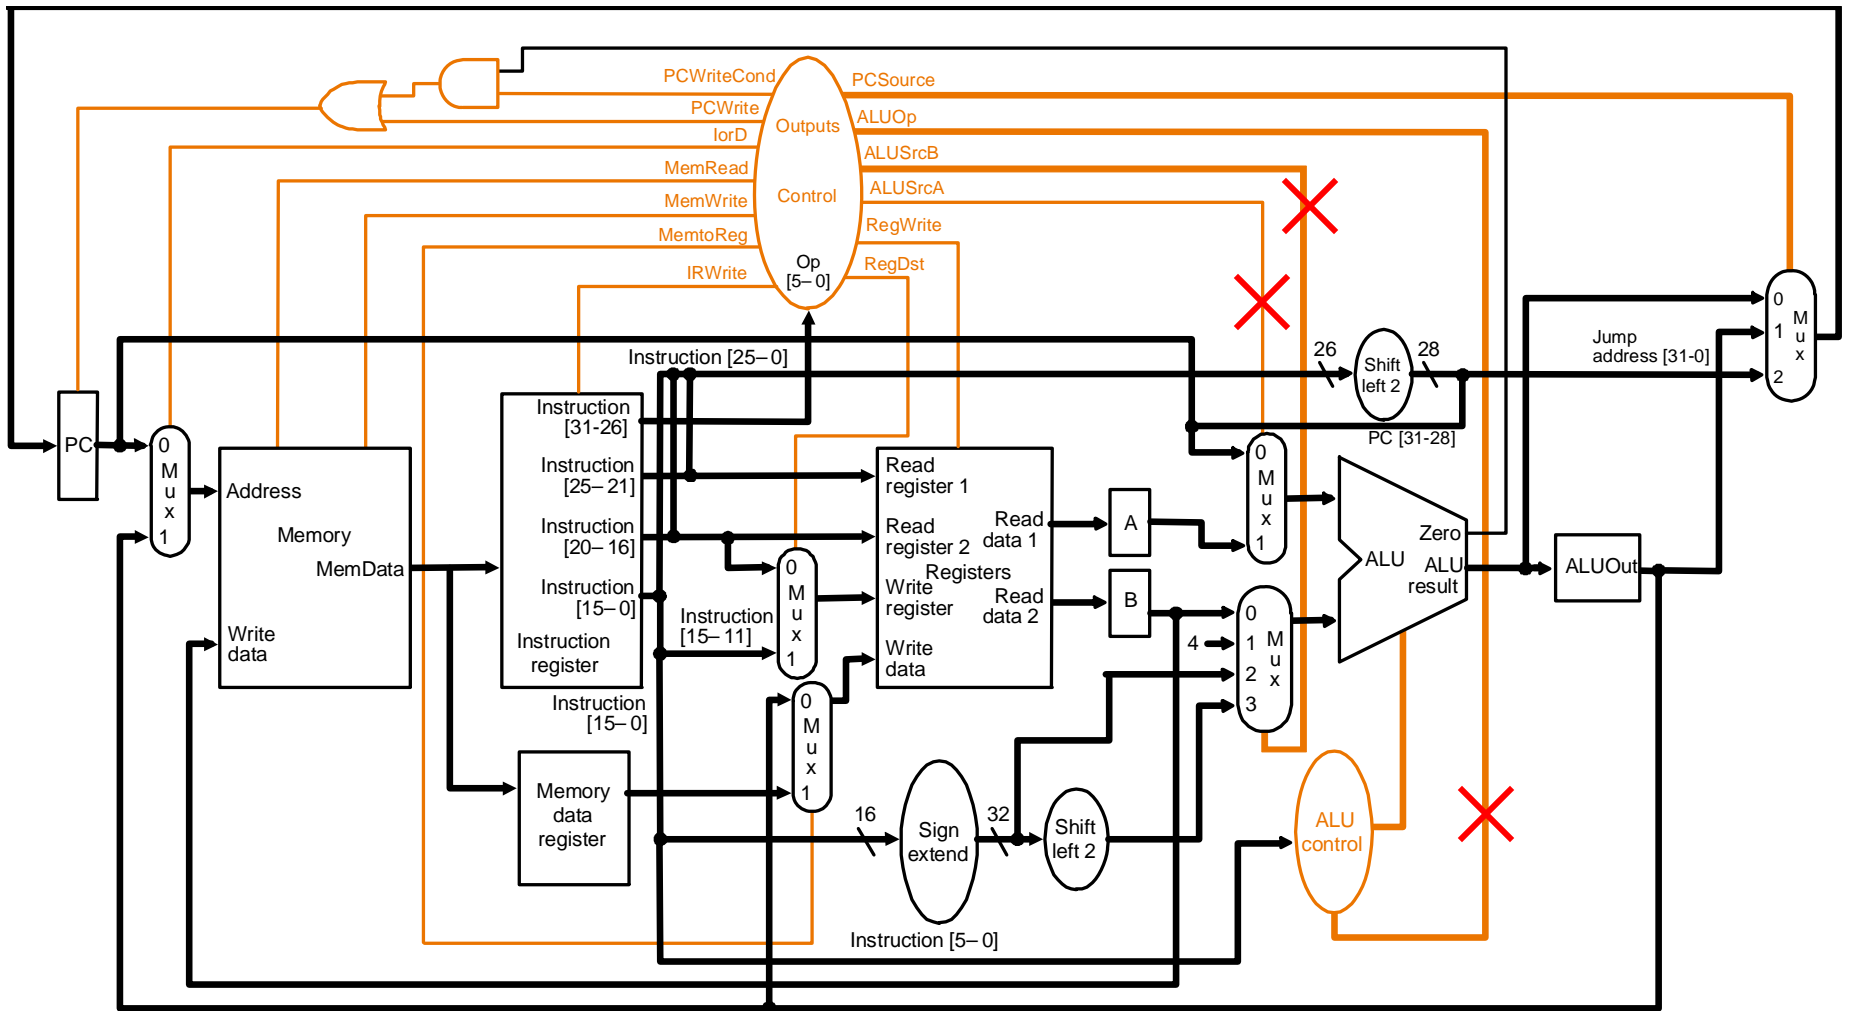 PCWriteCond
PCSource
PCWrite
ALUOp
IorD
Outputs
ALUSrcB
MemRead
ALUSrcA
Control
MemWrite
RegWrite
MemtoReg
RegDst
IRWrite
Op
[5–0]
Instruction [25–0]
26
Shift
left 2
28
Jump
address [31-0]
0
1
2
M
u
x
PC [31-28]
PC
0
M
u
x
1
Address
Memory
MemData
Write
data
Instruction
[31-26]
Instruction
[25–21]
Instruction
[20–16]
Instruction
[15–0]
Instruction
register
Instruction
[15–11]
0
M
u
x
1
Instruction
[15–0]
0
M
u
x
1
Memory
data
register
Read
register 1
Read
register 2
Registers
Write
register
Write
data
Read
data 1
Read
data 2
A
B
0
M
u
x
1
4
0
1
2
3
M
u
x
Zero
ALU
ALU
result
ALUOut
16
Sign
extend
32
Shift
left 2
ALU
control
Instruction [5–0]